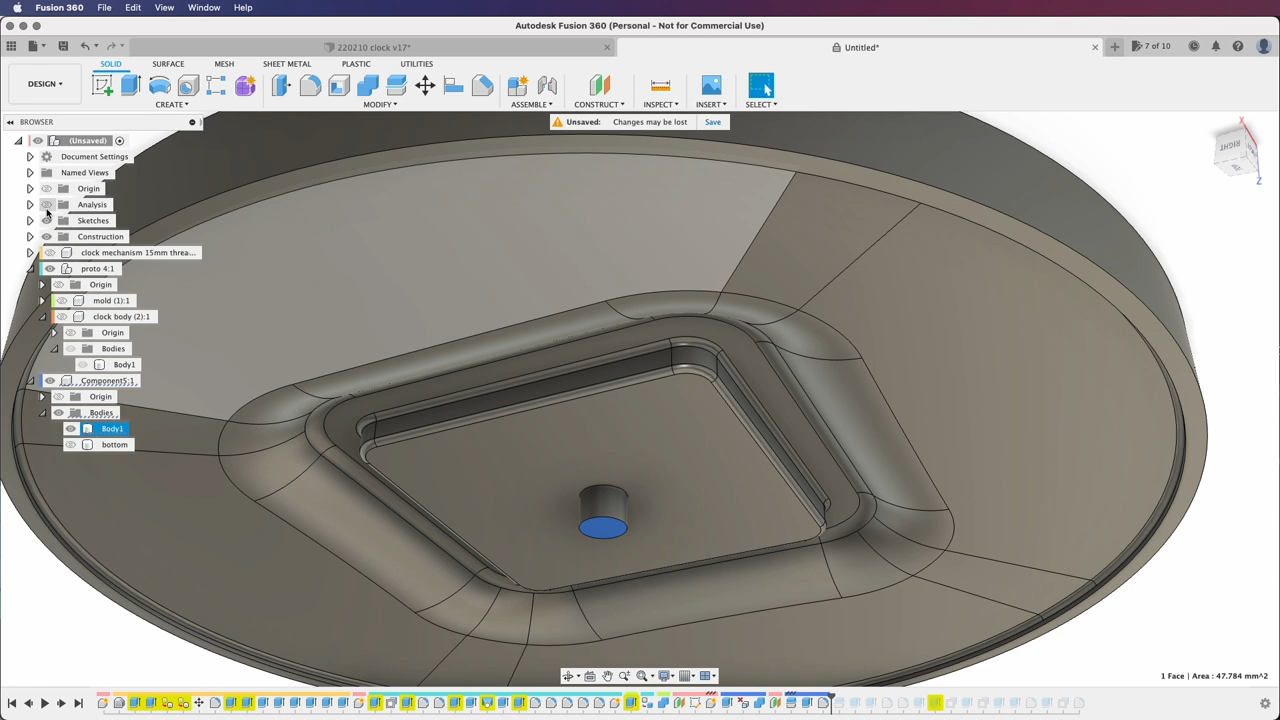 Fusion 360 File Edit View Window Help
Autodesk Fusion 360 (Personal - Not for Commercial Use)
220210 clock v17* Untitled* 7 of 10
SOLID SURFACE MESH SHEET METAL PLASTIC UTILITIES
DESIGN
CREATE MODIFY ASSEMBLE CONSTRUCT INSPECT INSERT SELECT
BROWSER
Unsaved: Changes may be lost Save
(Unsaved)
Document Settings
Named Views
Origin
Analysis
Sketches
Construction
clock mechanism 15mm threa...
proto 4:1
Origin
mold (1):1
clock body (2):1
Origin
Bodies
Body1
Component5:1
Origin
Bodies
Body1
bottom
RIGHT
X
Z
1 Face | Area : 47.784 mm^2